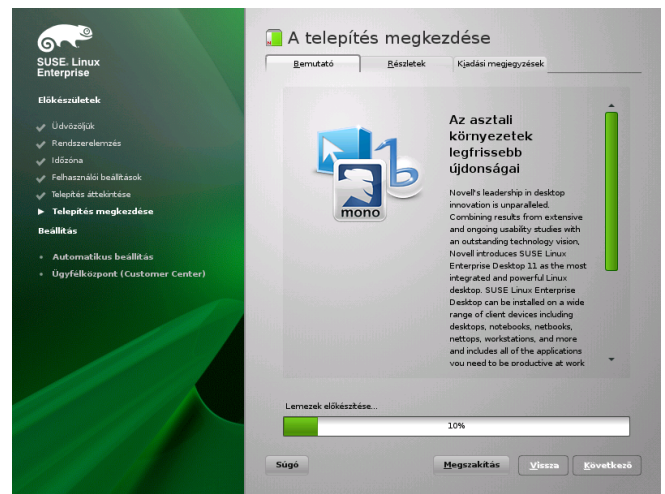 SUSE. Linux
Enterprise
Előkészületek
Üdvözöljük
Rendszerelemzés
Időzóna
Felhasználói beállítások
Telepítés áttekintése
Telepítés megkezdése
Beállítás
Automatikus beállítás
Ügyfélközpont (Customer Center)
A telepítés megkezdése
Bemutató Részletek Kiadási megjegyzések
mono
Az asztali
környezetek
legfrissebb
újdonságai
Novell's leadership in desktop
innovation is unparalleled.
Combining results from extensive
and ongoing usability studies with
an outstanding technology vision,
Novell introduces SUSE Linux
Enterprise Desktop 11 as the most
integrated and powerful Linux
desktop. SUSE Linux Enterprise
Desktop can be installed on a wide
range of client devices including
desktops, notebooks, netbooks,
nettops, workstations, and more
and includes all of the applications
you need to be productive at work
Lemezek előkészítése...
10%
Súgó Megszakítás Vissza Következő